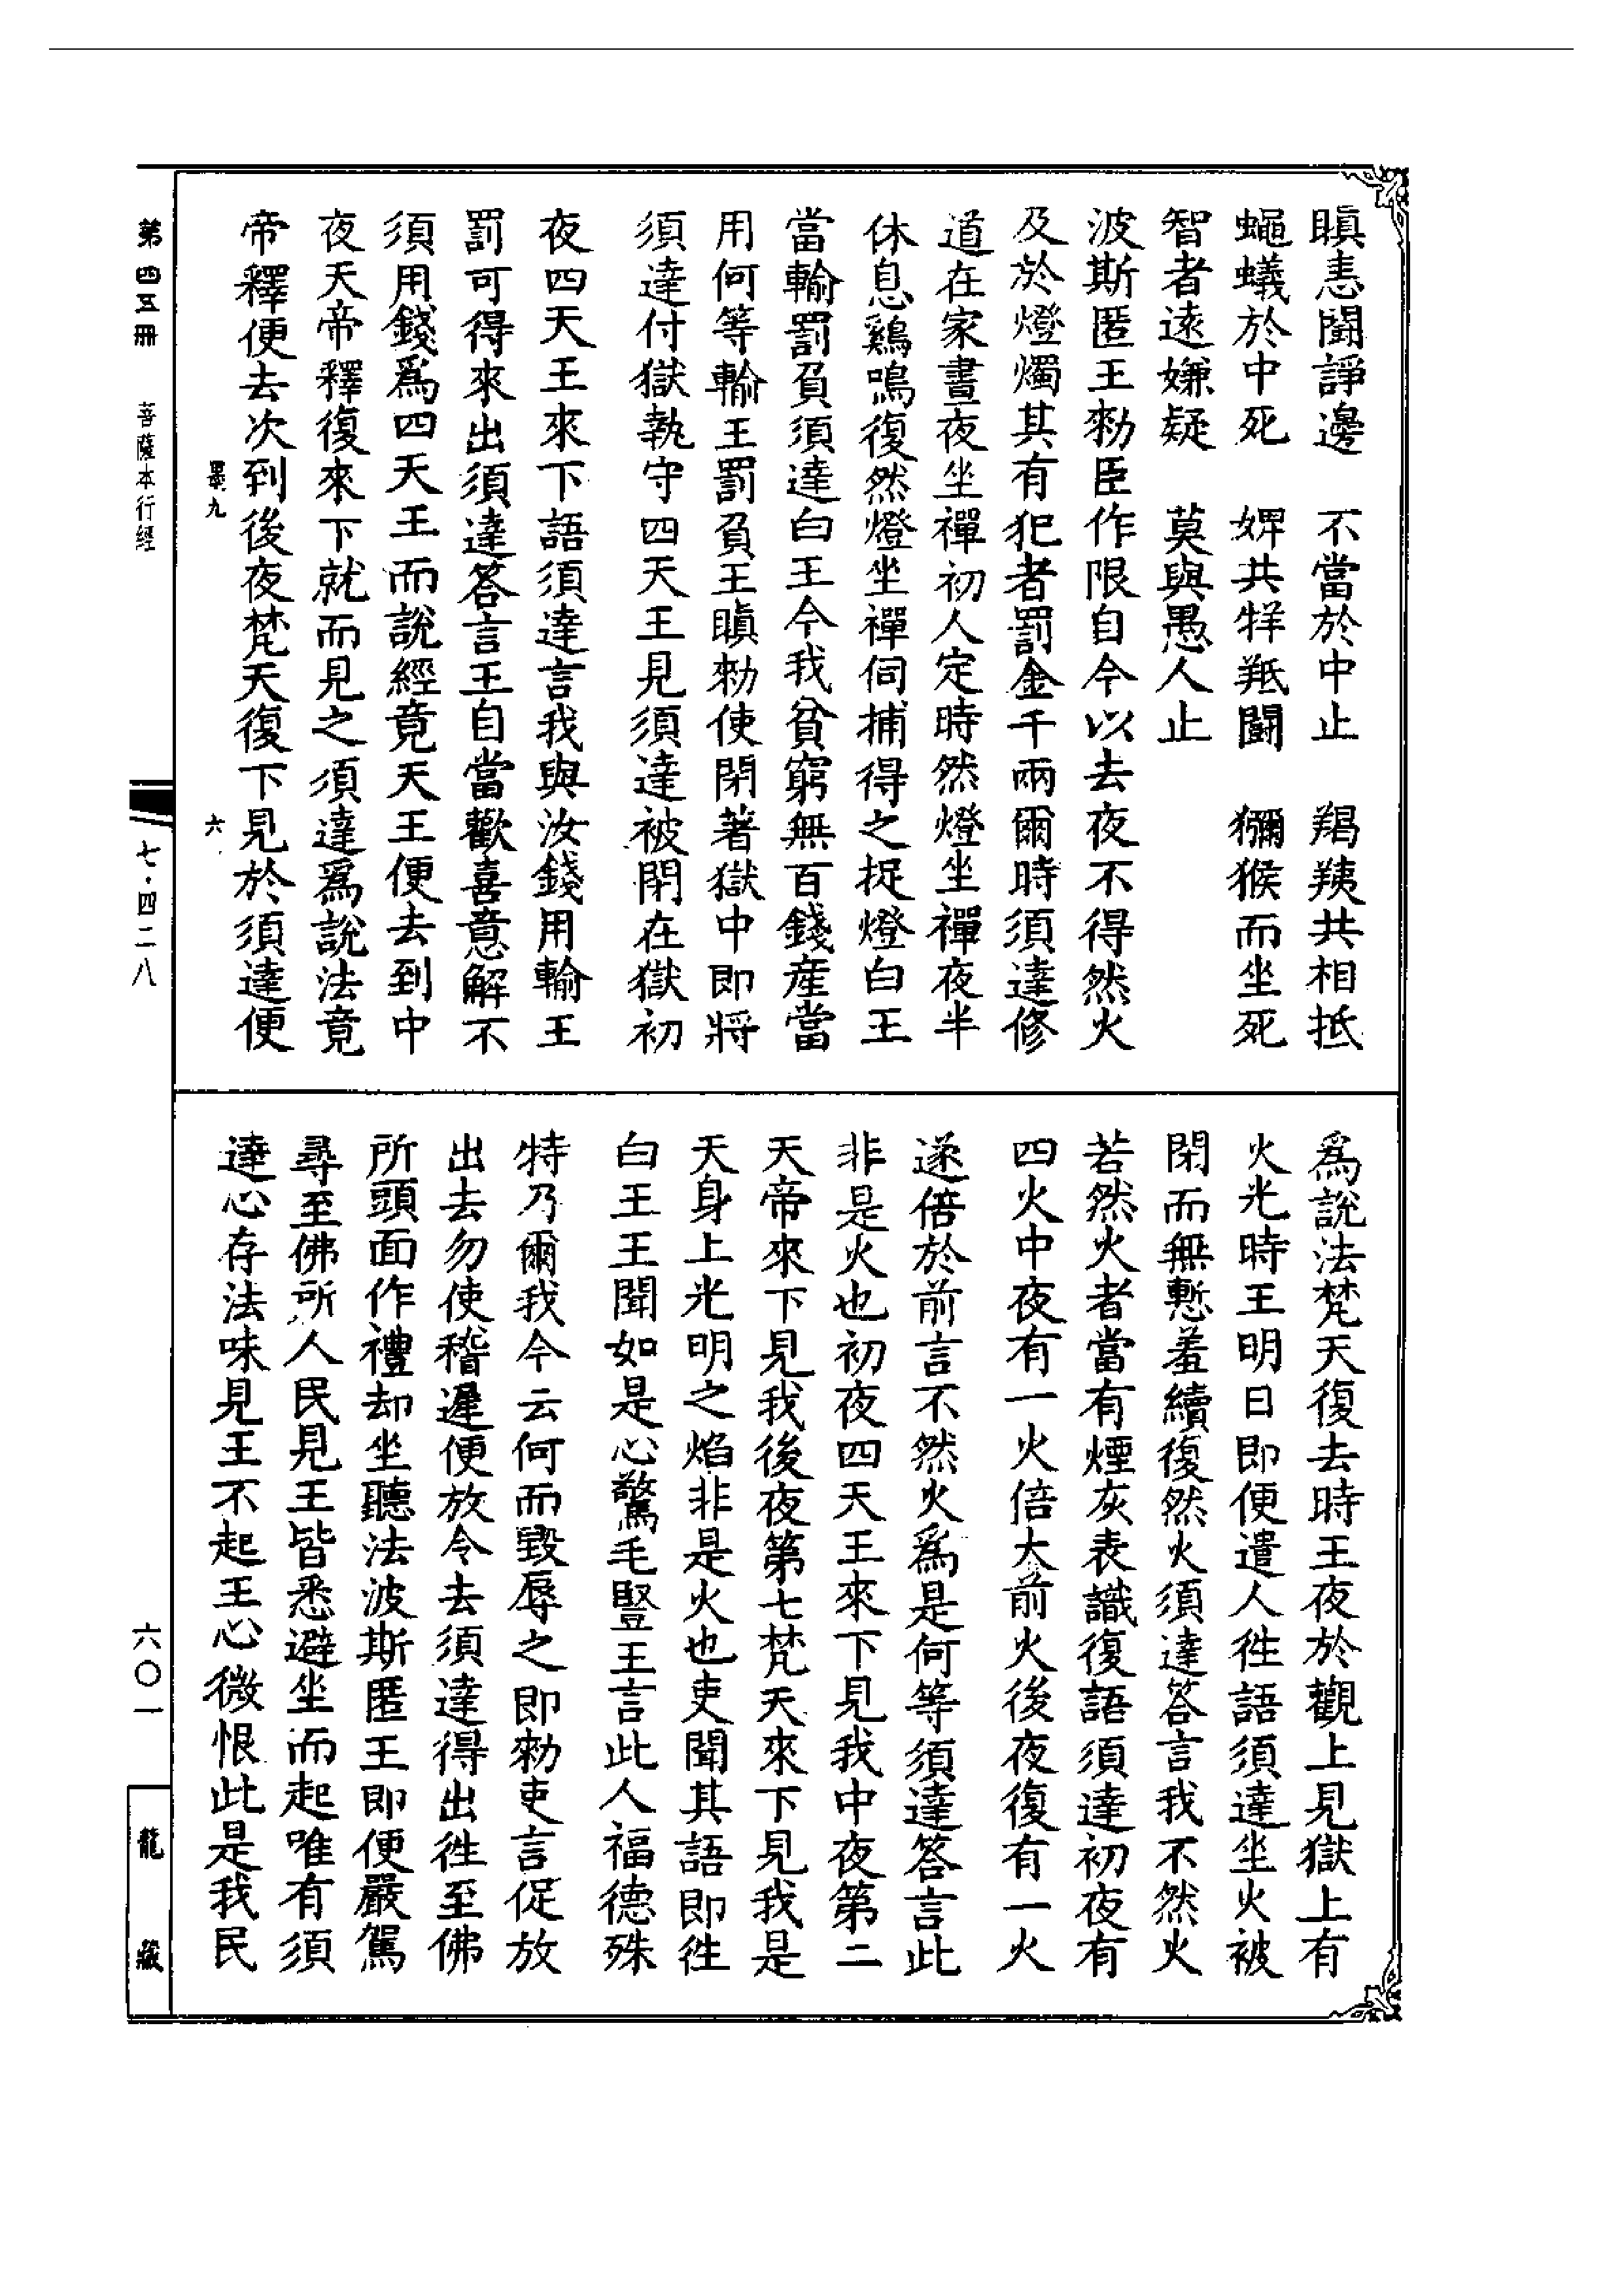 瞋恚鬪諍邊　不當於中止　羯羠共相抵
蠅蟻於中死　婢共牂羝鬪　獼猴而坐死
智者遠嫌疑　莫與愚人止
波斯匿王勑臣作限自今以去夜不得然火
及於燈燭其有犯者罰金千兩爾時須達修
道在家晝夜坐禪初人定時然燈坐禪夜半
休息鷄鳴復然燈坐禪伺捕得之捉燈白王
當輸罰負須達白王今我貧窮無百錢産當
用何等輸王罰負王瞋勑使閉著獄中即將
須達付獄執守四天王見須達被閉在獄初
夜四天王來下語須達言我與汝錢用輸王
罰可得來出須達答言王自當歡喜意解不
須用錢爲四天王而說經竟天王便去到中
夜天帝釋復來下就而見之須達爲說法竟
帝釋便去次到後夜梵天復下見於須達便
爲說法梵天復去時王夜於觀上見獄上有
火光時王明日即便遣人徃語須達坐火被
閉而無慙羞續復然火須達答言我不然火
若然火者當有煙灰表識復語須達初夜有
四火中夜有一火倍大前火後夜復有一火
遂倍於前言不然火爲是何等須達答言此
非是火也初夜四天王來下見我中夜第二
天帝來下見我後夜第七梵天來下見我是
天身上光明之焰非是火也吏聞其語即徃
白王王聞如是心驚毛豎王言此人福德殊
特乃爾我今云何而毀辱之即勑吏言促放
出去勿使稽遲便放令去須達得出徃至佛
所頭面作禮却坐聽法波斯匿王即便嚴駕
尋至佛所人民見王皆悉避坐而起唯有須
達心存法味見王不起王心微恨此是我民
第四五冊　菩薩本行經
七·四二八
六〇一
龍藏
九
六